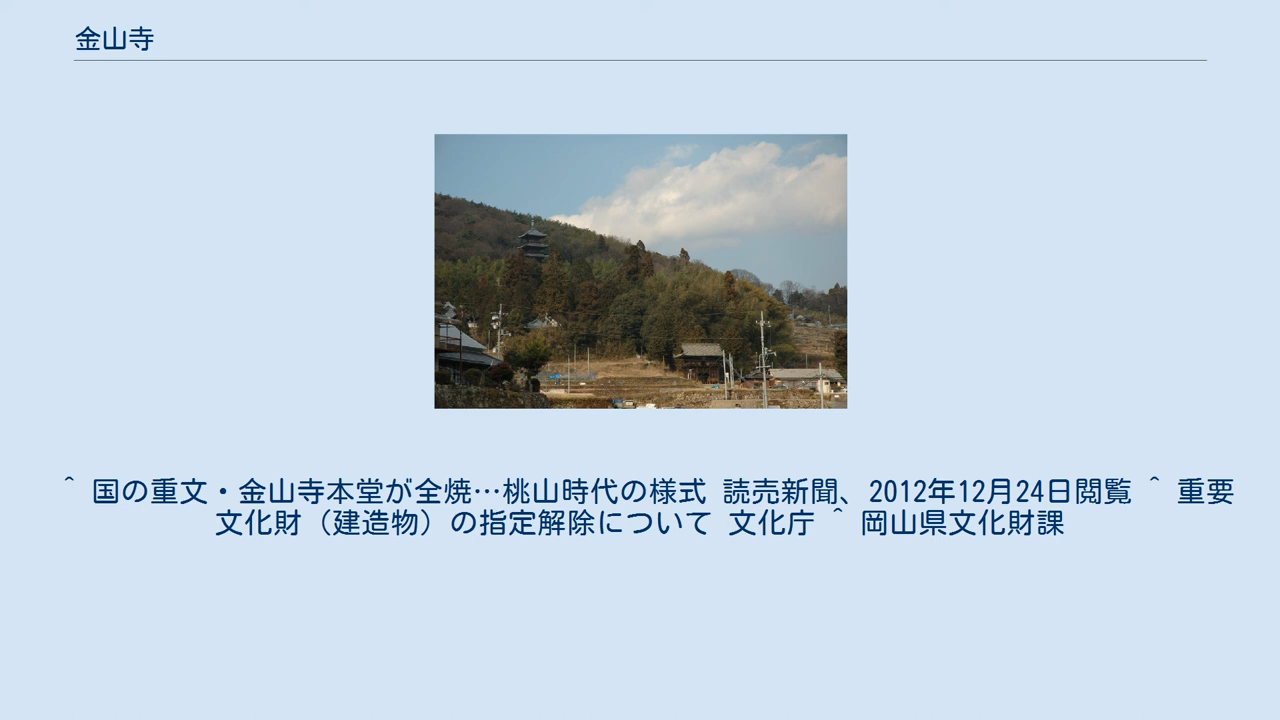 金山寺
^ 国の重文・金山寺本堂が全焼…桃山時代の様式 読売新聞、2012年12月24日閲覧 ^ 重要
文化財（建造物）の指定解除について 文化庁 ^ 岡山県文化財課